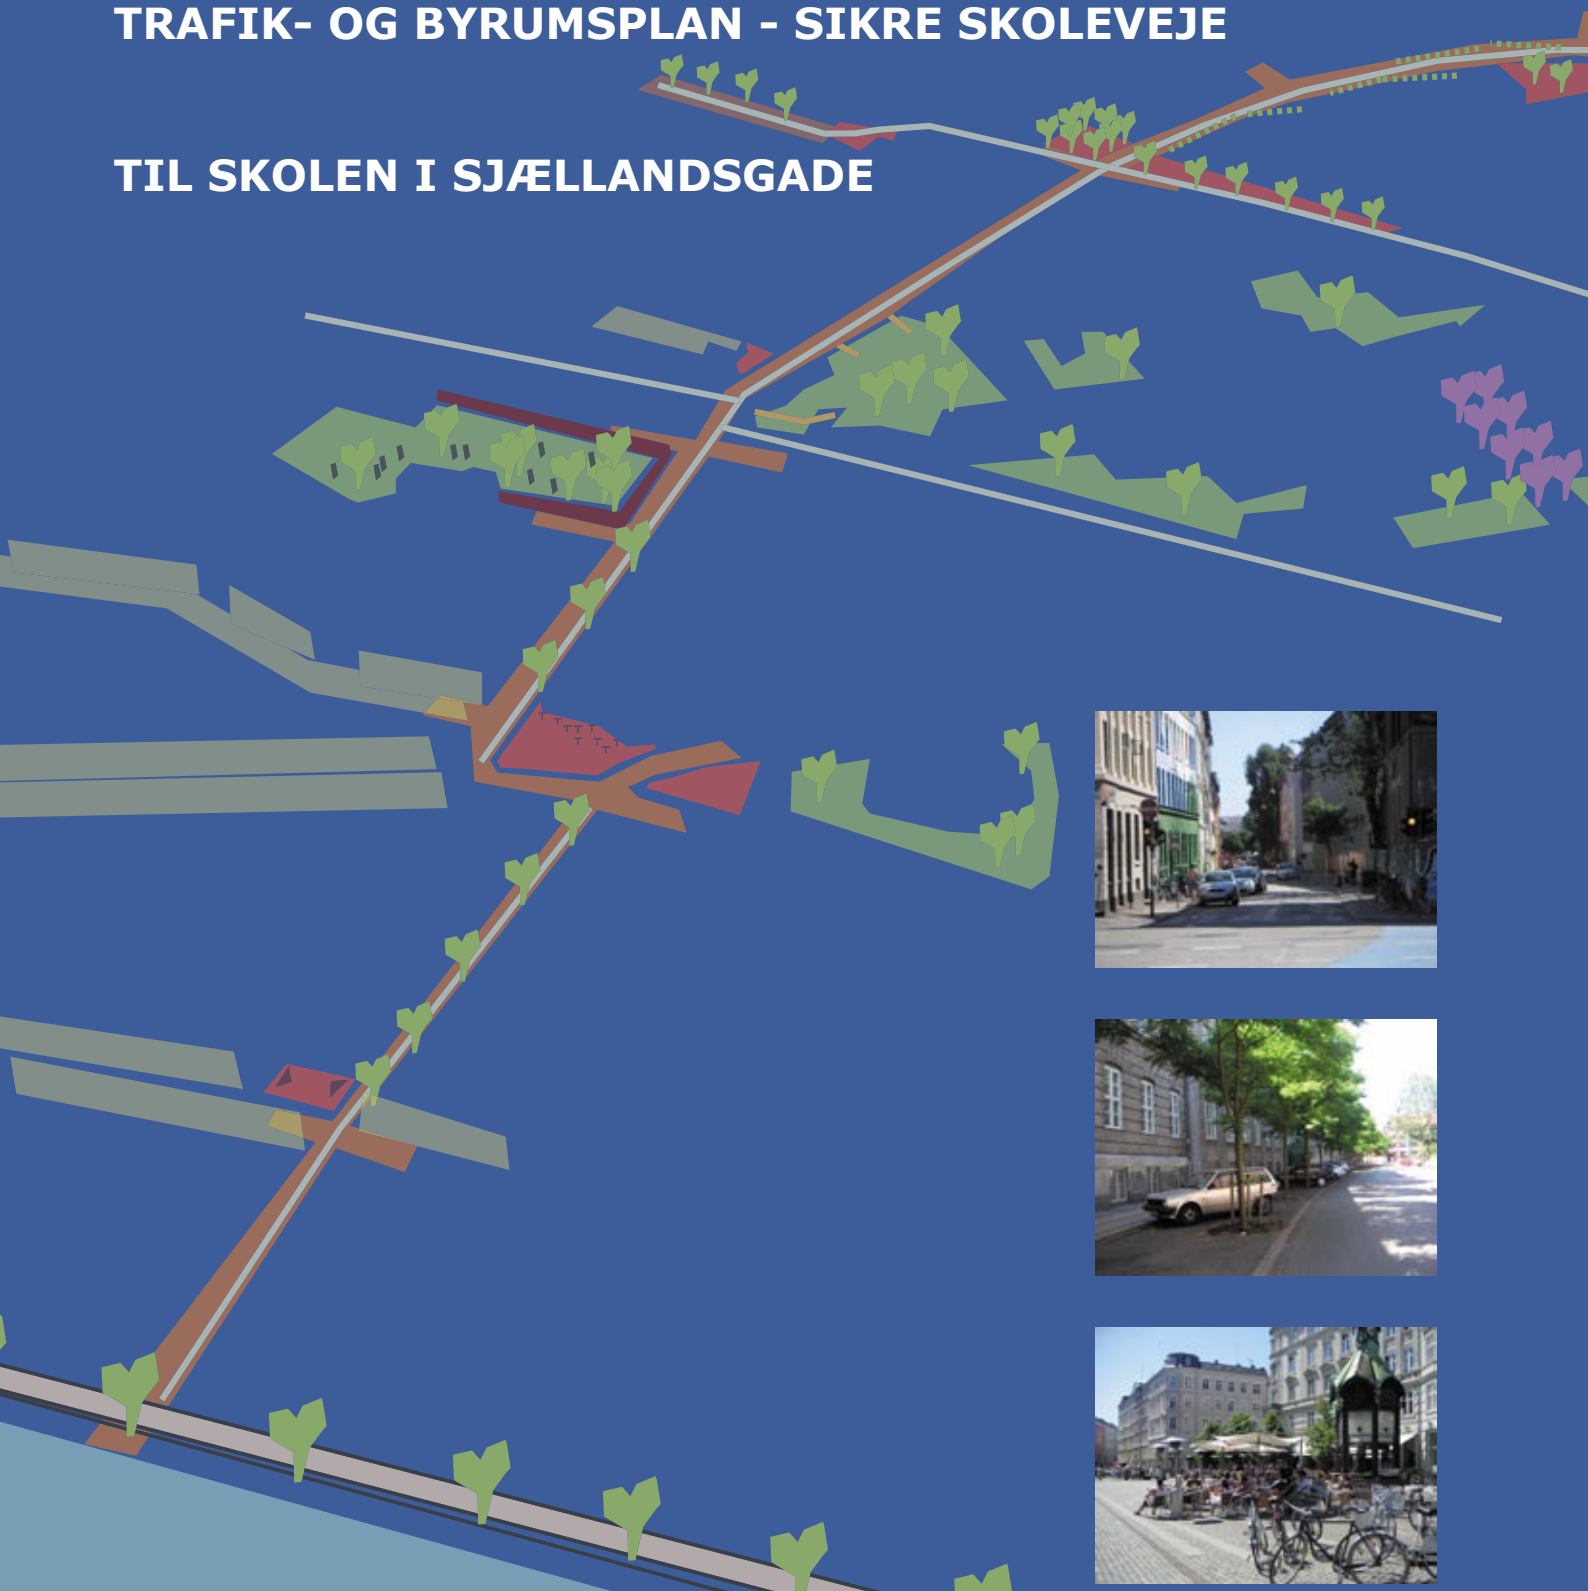 TRAFIK- OG BYRUMSPLAN - SIKRE SKOLEVEJE
TIL SKOLEN I SJÆLLANDSGADE